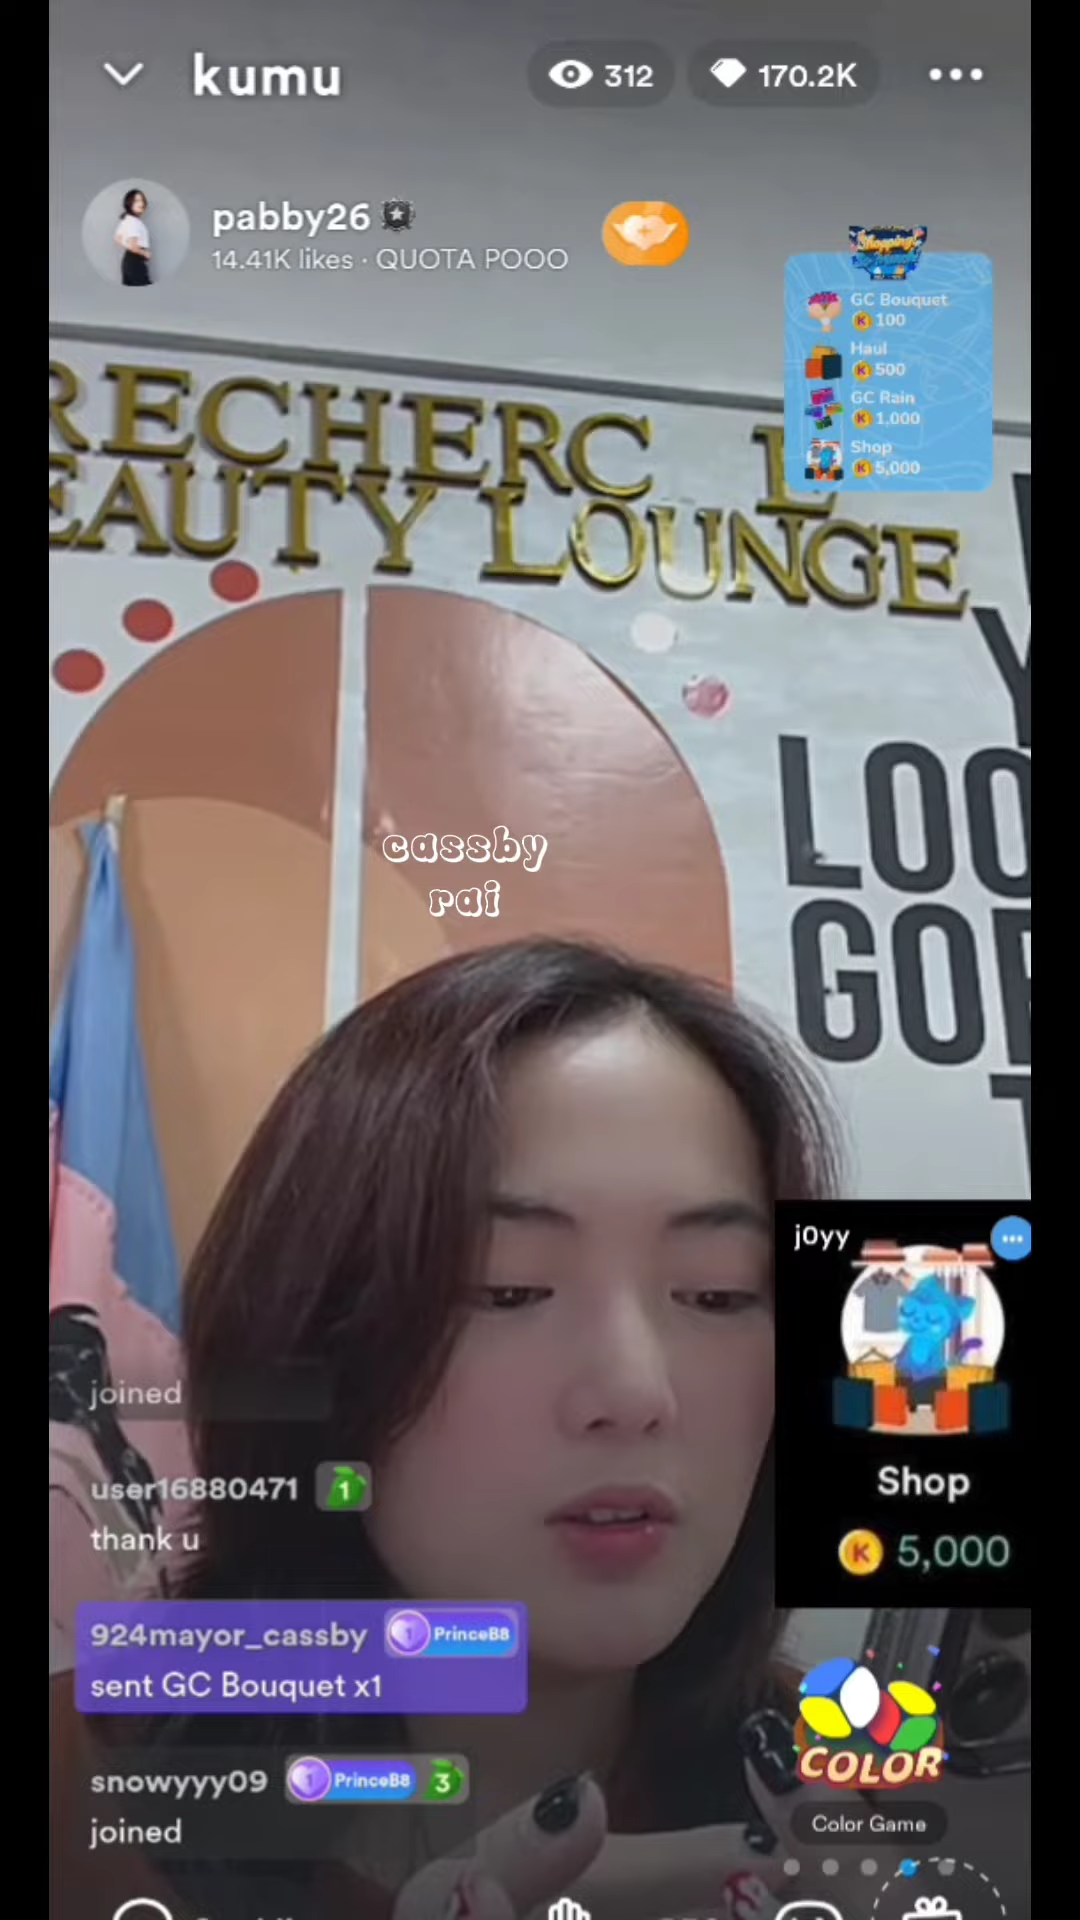 kumu
312
170.2K
pabby26
14.41K likes · QUOTA POOO
GC Bouquet
K 100
Haul
K 500
GC Rain
K 1,000
Shop
K 5,000
RECHERC E
EAUTY LOUNGE
Y
LOO
GO
T
cassby
rai
j0yy
Shop
K 5,000
joined
user16880471 1
thank u
924mayor_cassby 1 PrinceB8
sent GC Bouquet x1
snowyyy09 1 PrinceB8 3
joined
COLOR
Color Game